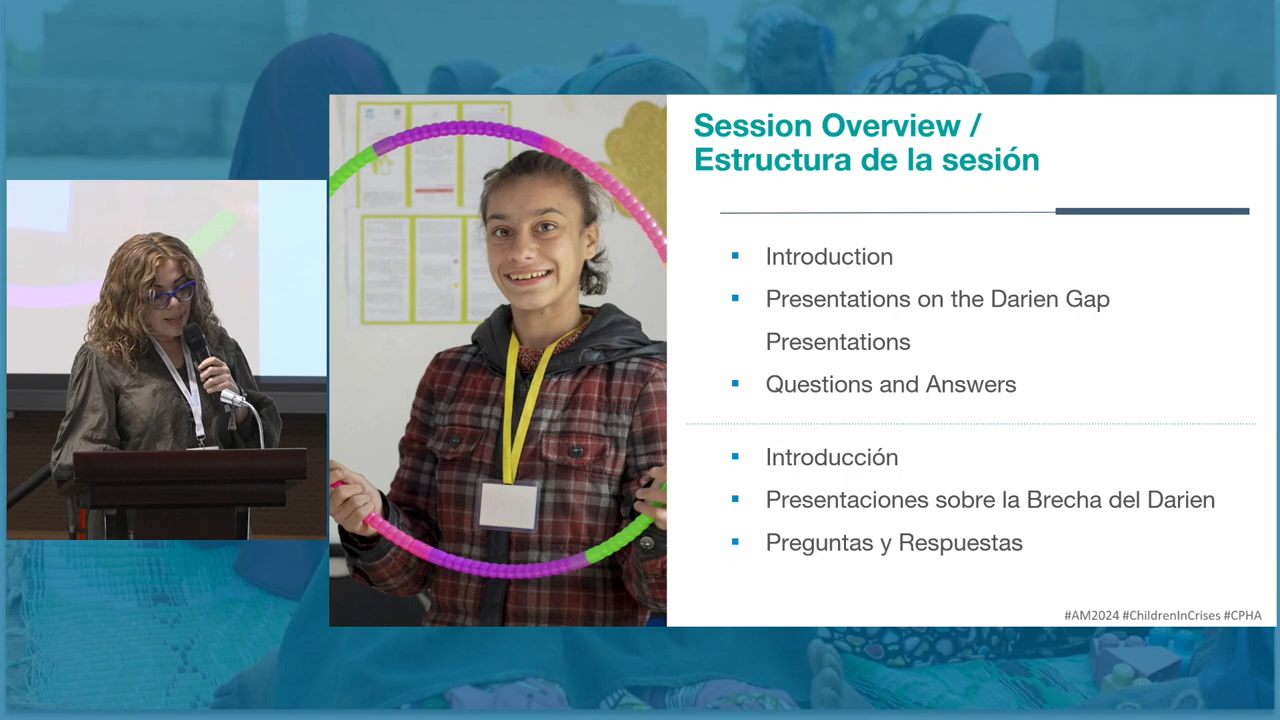 Session Overview /
Estructura de la sesión
Introduction
Presentations on the Darien Gap
Presentations
Questions and Answers
Introducción
Presentaciones sobre la Brecha del Darien
Preguntas y Respuestas
#AM2024 #ChildrenInCrises #CPHA